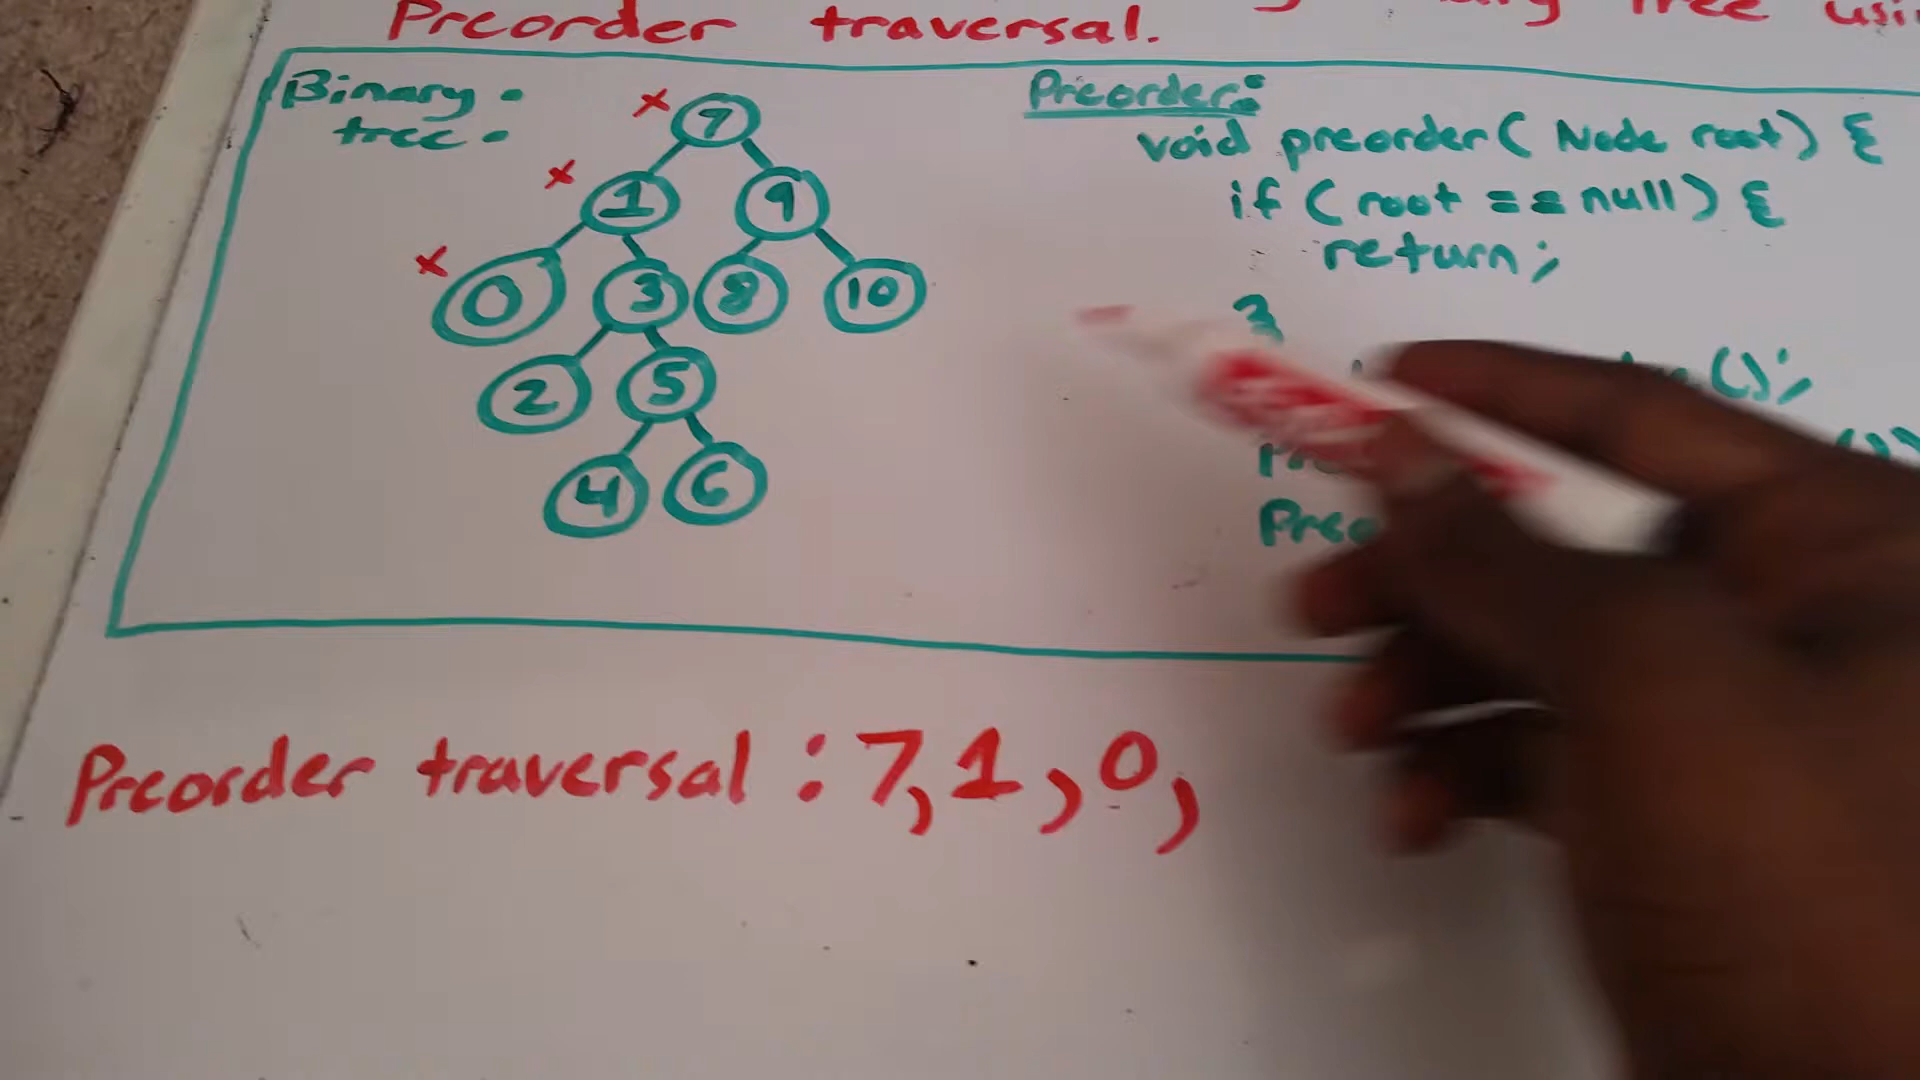 Tree
Preorder traversal.
Binary
tree:
7
1 9
0 3 8 10
2 5
4 6
Preorder:
void preorder( Node root) {
if (root == null) {
return;
}
();
Preorder traversal : 7, 1, 0,